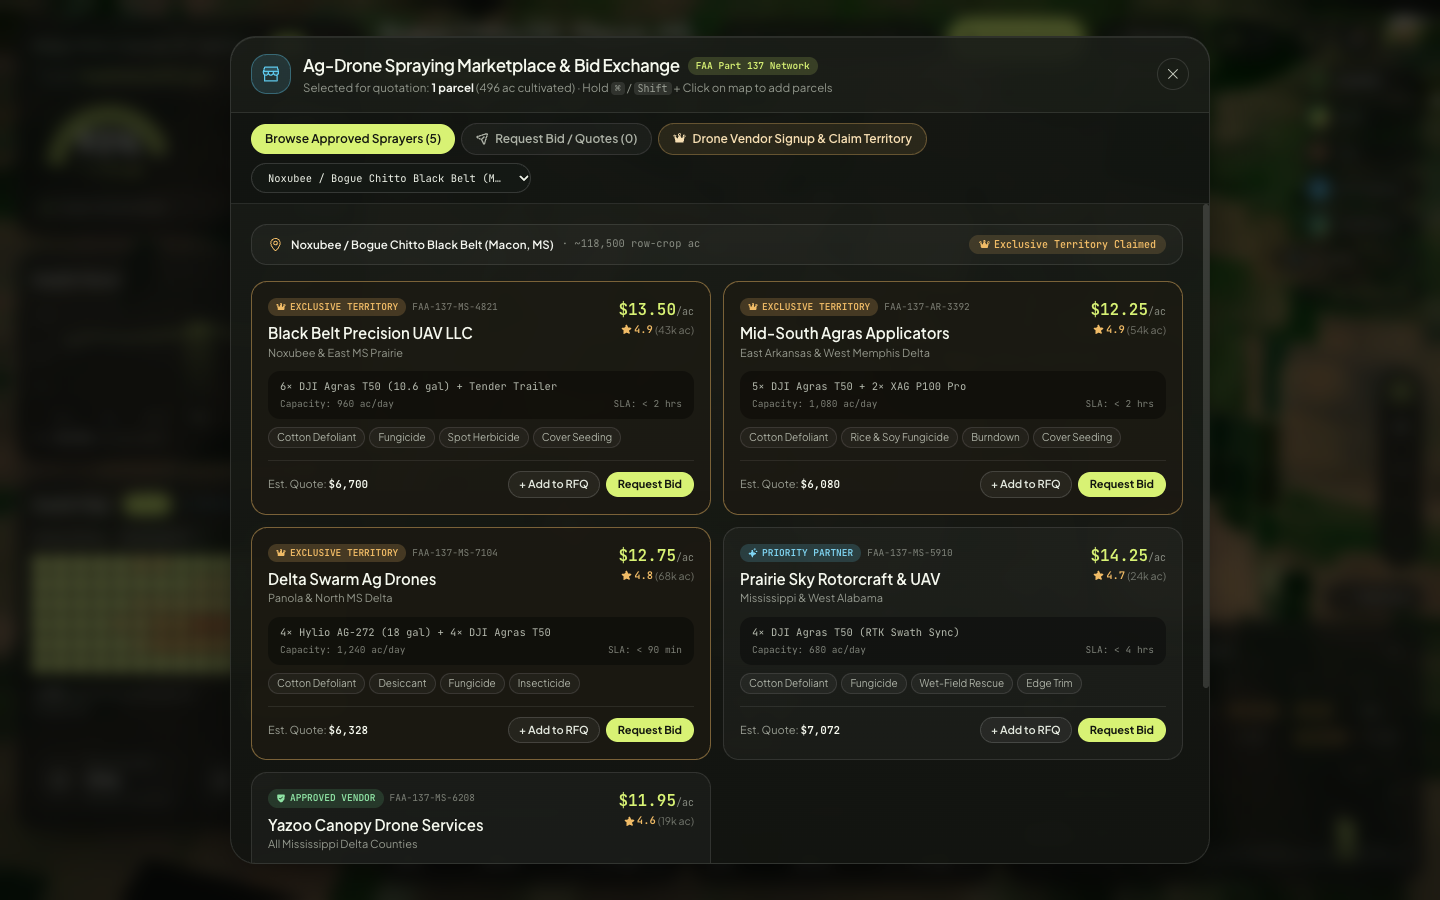 Ag-Drone Spraying Marketplace & Bid Exchange FAA Part 137 Network
Selected for quotation: 1 parcel (496 ac cultivated) · Hold ⌘ / Shift + Click on map to add parcels
Browse Approved Sprayers (5) Request Bid / Quotes (0) Drone Vendor Signup & Claim Territory
Noxubee / Bogue Chitto Black Belt (M…
Noxubee / Bogue Chitto Black Belt (Macon, MS) · ~118,500 row-crop ac Exclusive Territory Claimed
EXCLUSIVE TERRITORY FAA-137-MS-4821 $13.50/ac
Black Belt Precision UAV LLC 4.9 (43k ac)
Noxubee & East MS Prairie
6× DJI Agras T50 (10.6 gal) + Tender Trailer
Capacity: 960 ac/day SLA: < 2 hrs
Cotton Defoliant Fungicide Spot Herbicide Cover Seeding
Est. Quote: $6,700 + Add to RFQ Request Bid
EXCLUSIVE TERRITORY FAA-137-AR-3392 $12.25/ac
Mid-South Agras Applicators 4.9 (54k ac)
East Arkansas & West Memphis Delta
5× DJI Agras T50 + 2× XAG P100 Pro
Capacity: 1,080 ac/day SLA: < 2 hrs
Cotton Defoliant Rice & Soy Fungicide Burndown Cover Seeding
Est. Quote: $6,080 + Add to RFQ Request Bid
EXCLUSIVE TERRITORY FAA-137-MS-7104 $12.75/ac
Delta Swarm Ag Drones 4.8 (68k ac)
Panola & North MS Delta
4× Hylio AG-272 (18 gal) + 4× DJI Agras T50
Capacity: 1,240 ac/day SLA: < 90 min
Cotton Defoliant Desiccant Fungicide Insecticide
Est. Quote: $6,328 + Add to RFQ Request Bid
PRIORITY PARTNER FAA-137-MS-5910 $14.25/ac
Prairie Sky Rotorcraft & UAV 4.7 (24k ac)
Mississippi & West Alabama
4× DJI Agras T50 (RTK Swath Sync)
Capacity: 680 ac/day SLA: < 4 hrs
Cotton Defoliant Fungicide Wet-Field Rescue Edge Trim
Est. Quote: $7,072 + Add to RFQ Request Bid
APPROVED VENDOR FAA-137-MS-6208 $11.95/ac
Yazoo Canopy Drone Services 4.6 (19k ac)
All Mississippi Delta Counties